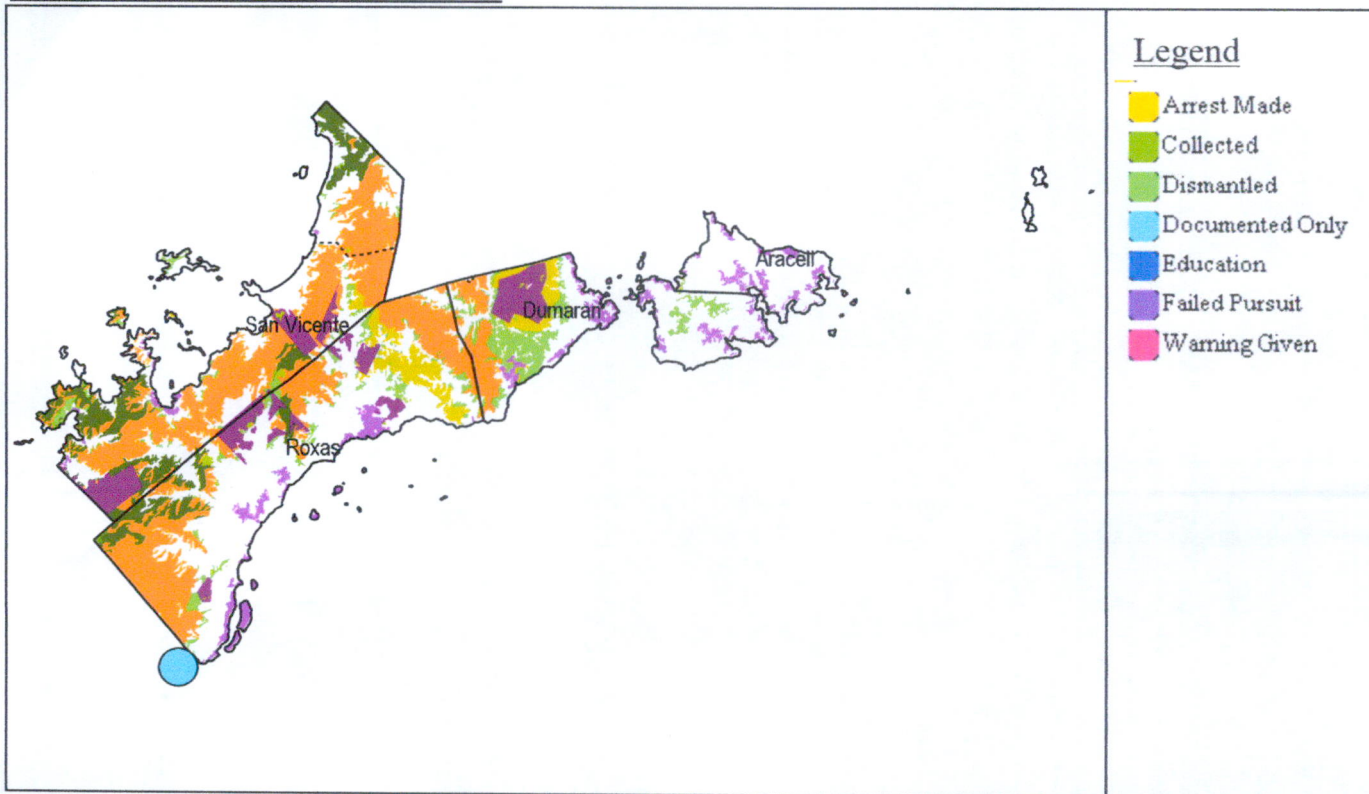 San Vicente
Roxas
Dumaran
Araceli
Legend
Arrest Made
Collected
Dismantled
Documented Only
Education
Failed Pursuit
Warning Given